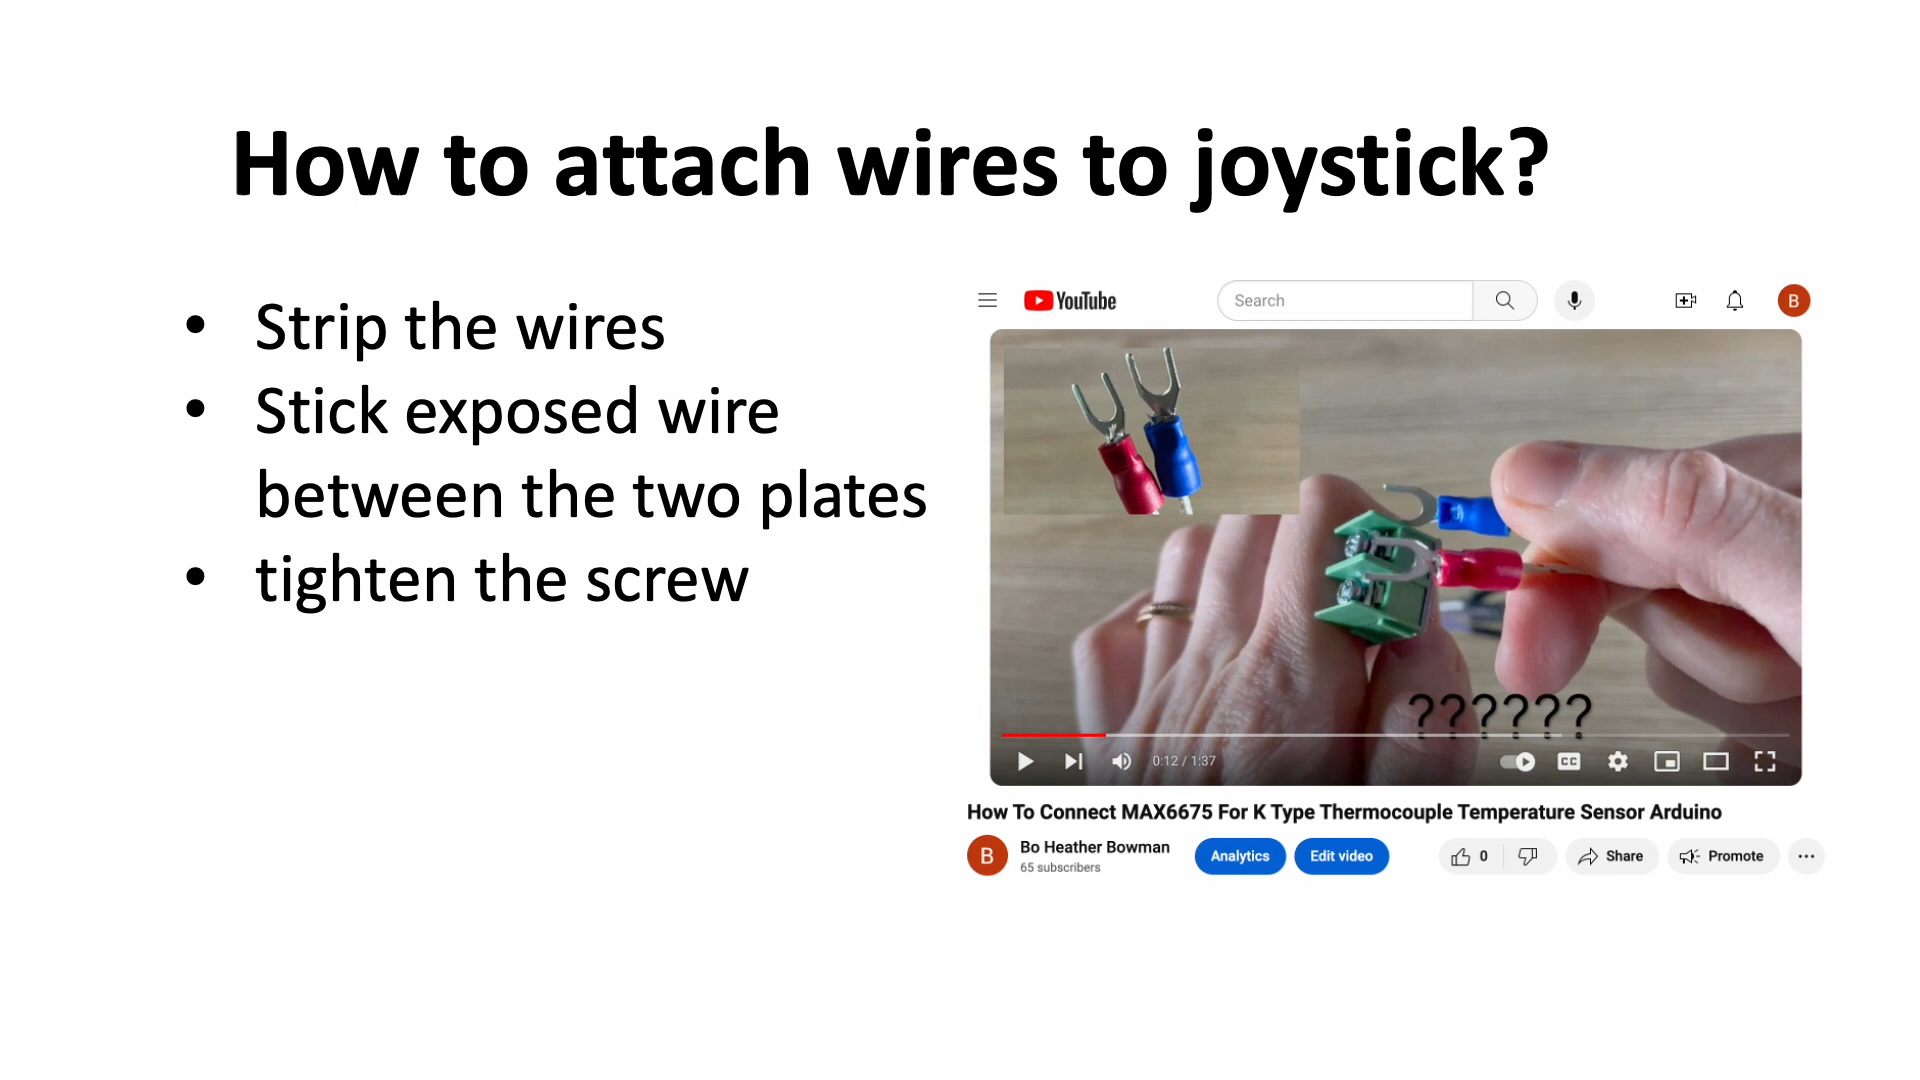 How to attach wires to joystick?
• Strip the wires
• Stick exposed wire
between the two plates
• tighten the screw
YouTube
Search
B
??????
0:12 / 1:37
CC
How To Connect MAX6675 For K Type Thermocouple Temperature Sensor Arduino
B
Bo Heather Bowman
65 subscribers
Analytics
Edit video
0
Share
Promote